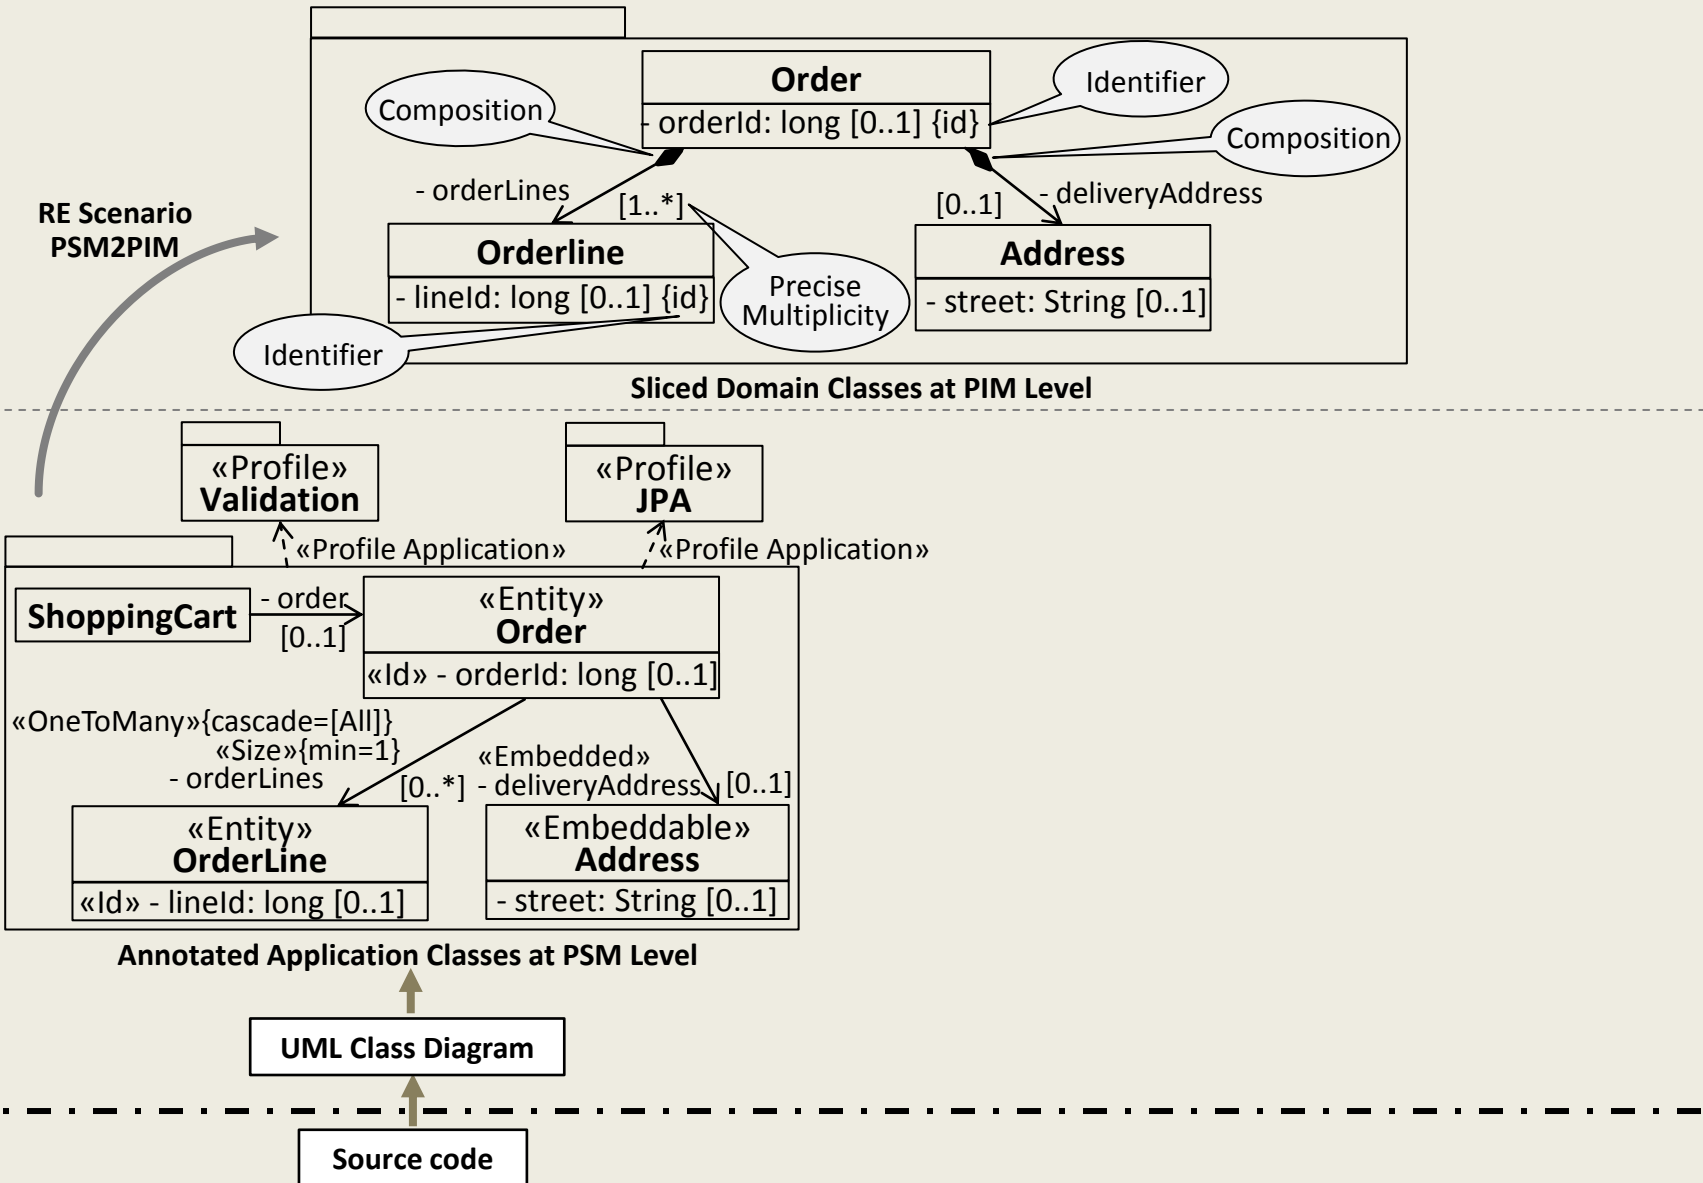 Order
- orderId: long [0..1] {id}
Composition
Identifier
Composition
- orderLines
[1..*]
[0..1]
- deliveryAddress
RE Scenario
PSM2PIM
Orderline
- lineId: long [0..1] {id}
Address
- street: String [0..1]
Precise
Multiplicity
Identifier
Sliced Domain Classes at PIM Level
«Profile»
Validation
«Profile»
JPA
«Profile Application»
«Profile Application»
ShoppingCart
- order
[0..1]
«Entity»
Order
«Id» - orderId: long [0..1]
«OneToMany»{cascade=[All]}
«Size»{min=1}
- orderLines
[0..*]
«Embedded»
- deliveryAddress
[0..1]
«Entity»
OrderLine
«Id» - lineId: long [0..1]
«Embeddable»
Address
- street: String [0..1]
Annotated Application Classes at PSM Level
UML Class Diagram
Source code